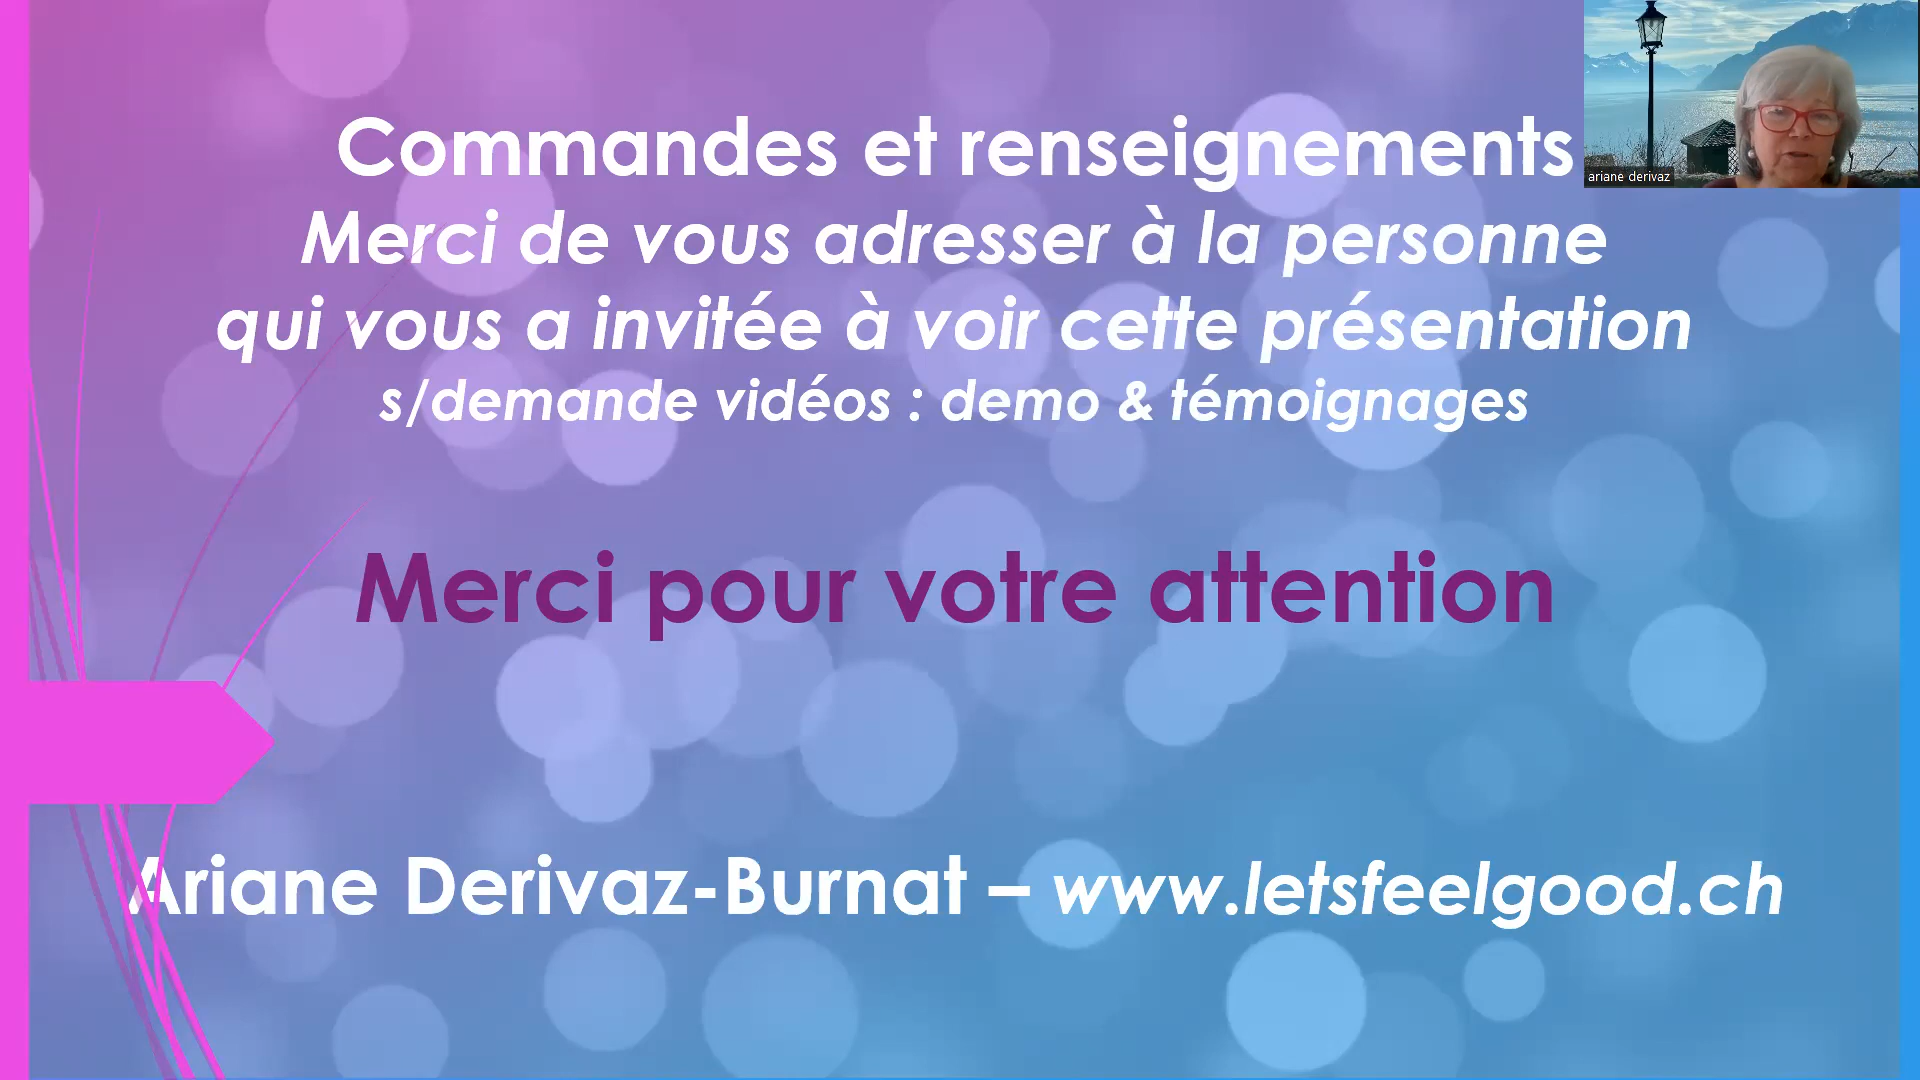 Commandes et renseignements
Merci de vous adresser à la personne
qui vous a invitée à voir cette présentation
s/demande vidéos : demo & témoignages
Merci pour votre attention
Ariane Derivaz-Burnat – www.letsfeelgood.ch
ariane derivaz